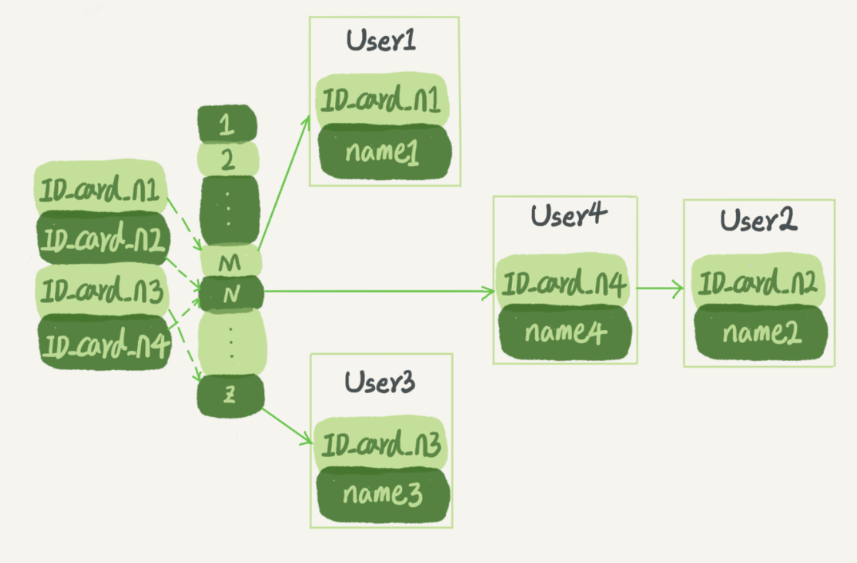 User1
ID_card_n1
name1
1
2
⋮
M
N
⋮
Z
ID_card_n1
ID_card_n2
ID_card_n3
ID_card_n4
User4
ID_card_n4
name4
User2
ID_card_n2
name2
User3
ID_card_n3
name3